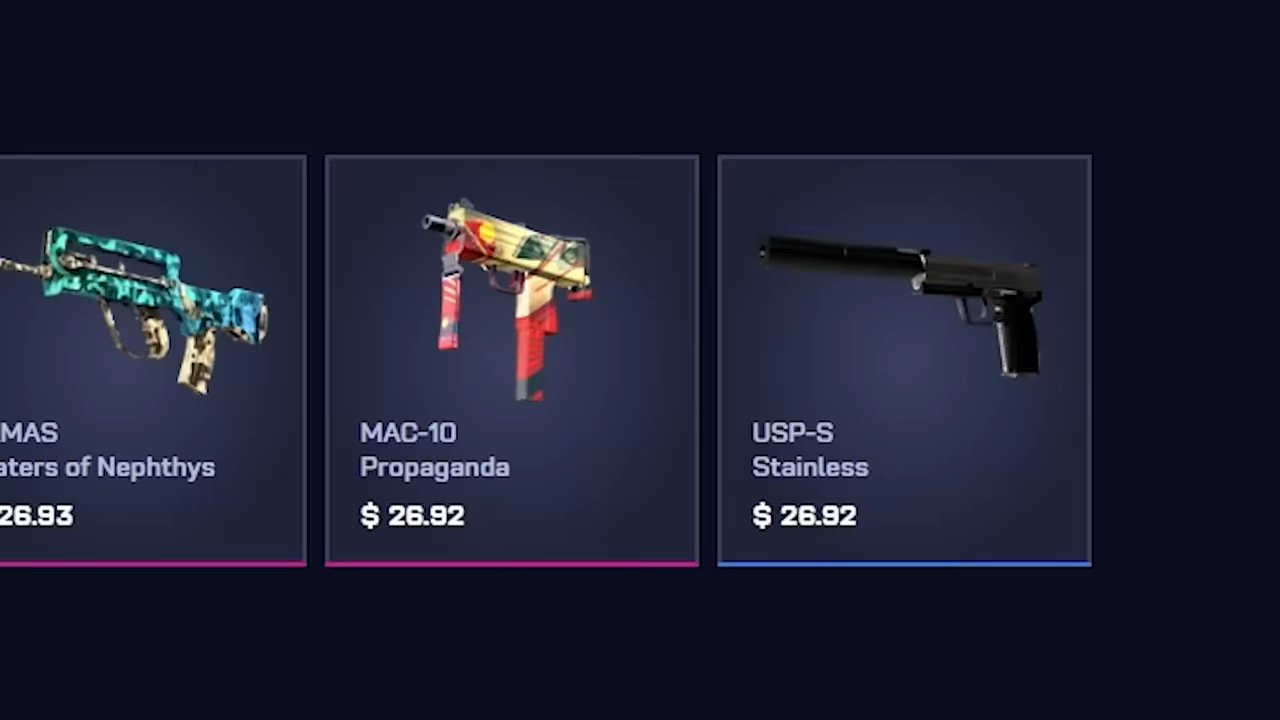 MAS
aters of Nephthys
26.93
MAC-10
Propaganda
$ 26.92
USP-S
Stainless
$ 26.92